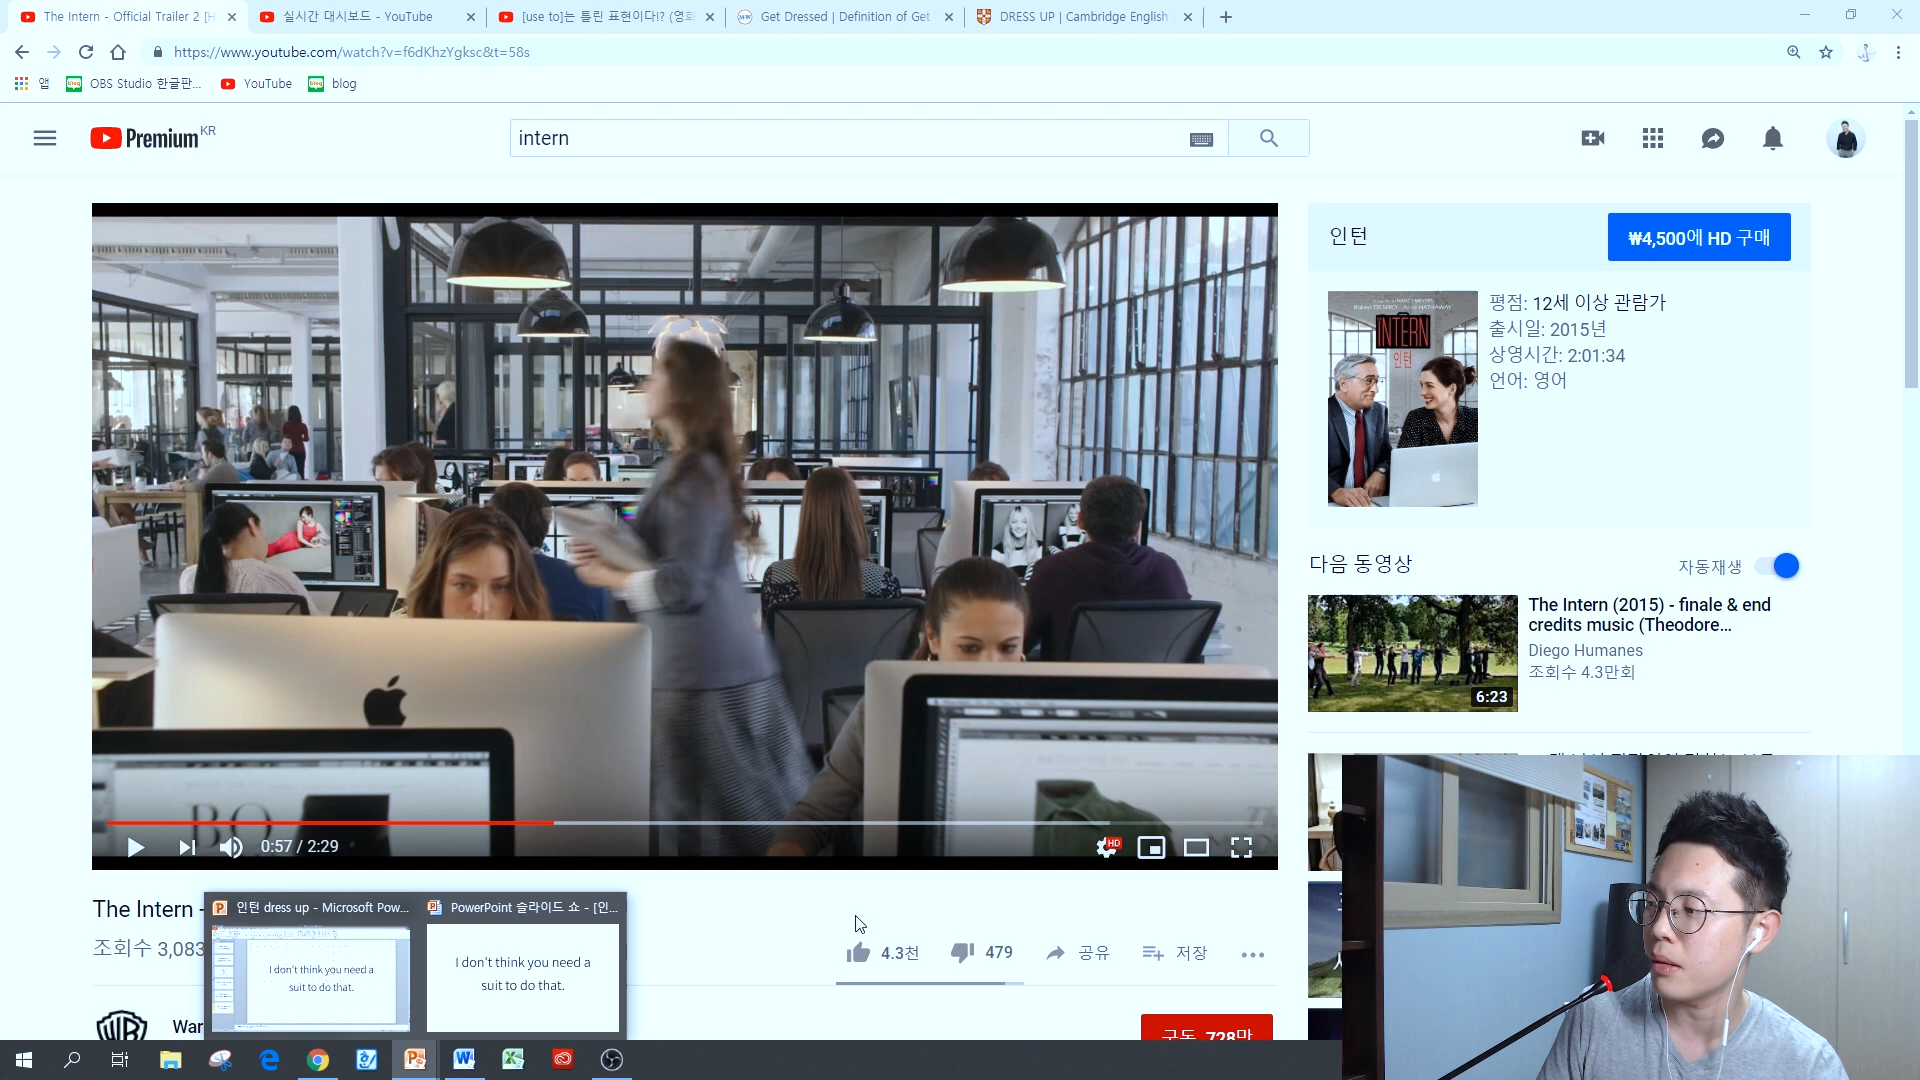 The Intern - Official Trailer 2 [H
실시간 대시보드 - YouTube
[use to]는 틀린 표현이다!? (영화
Get Dressed | Definition of Get
DRESS UP | Cambridge English
https://www.youtube.com/watch?v=f6dKhzYgksc&t=58s
앱
OBS Studio 한글판...
YouTube
blog
Premium KR
intern
인턴
₩4,500에 HD 구매
INTERN
인턴
평점: 12세 이상 관람가
출시일: 2015년
상영시간: 2:01:34
언어: 영어
다음 동영상
자동재생
The Intern (2015) - finale & end
credits music (Theodore...
Diego Humanes
조회수 4.3만회
6:23
0:57 / 2:29
HD
The Intern -
조회수 3,083
4.3천
479
공유
저장
인턴 dress up - Microsoft Pow...
PowerPoint 슬라이드 쇼 - [인...
I don't think you need a
suit to do that.
I don't think you need a
suit to do that.
War
구독 728만